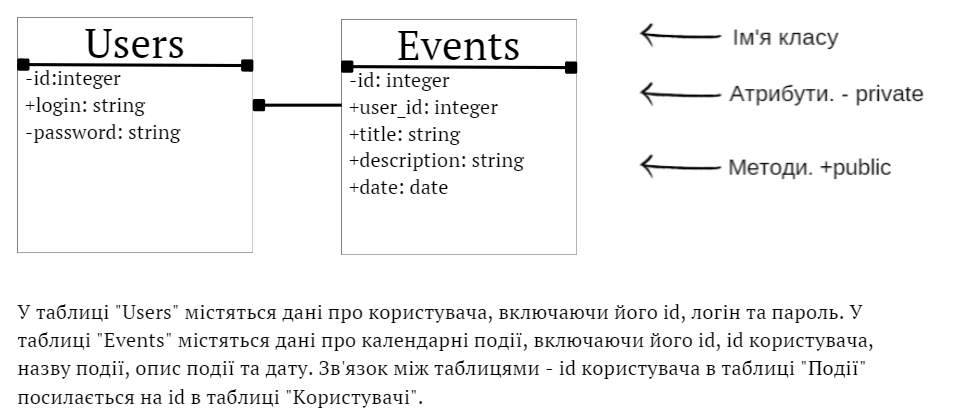 Users
-id:integer
+login: string
-password: string
Events
-id: integer
+user_id: integer
+title: string
+description: string
+date: date
Ім'я класу
Атрибути. - private
Методи. +public
У таблиці "Users" містяться дані про користувача, включаючи його id, логін та пароль. У
таблиці "Events" містяться дані про календарні події, включаючи його id, id користувача,
назву події, опис події та дату. Зв'язок між таблицями - id користувача в таблиці "Події"
посилається на id в таблиці "Користувачі".